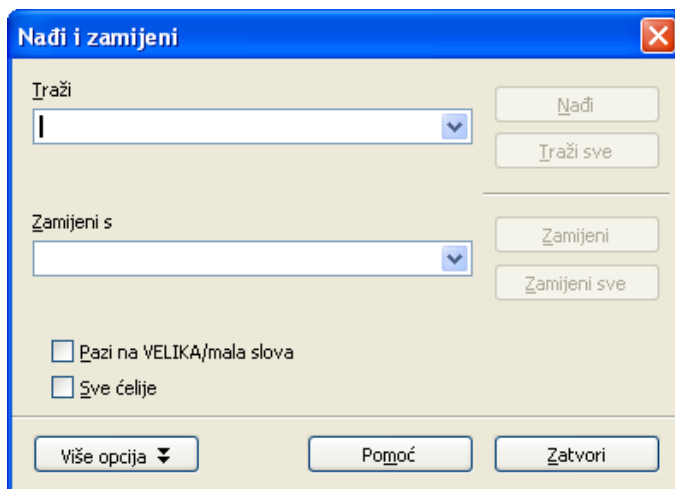 Nađi i zamijeni
Traži
Nađi
Traži sve
Zamijeni s
Zamijeni
Zamijeni sve
Pazi na VELIKA/mala slova
Sve ćelije
Više opcija
Pomoć
Zatvori